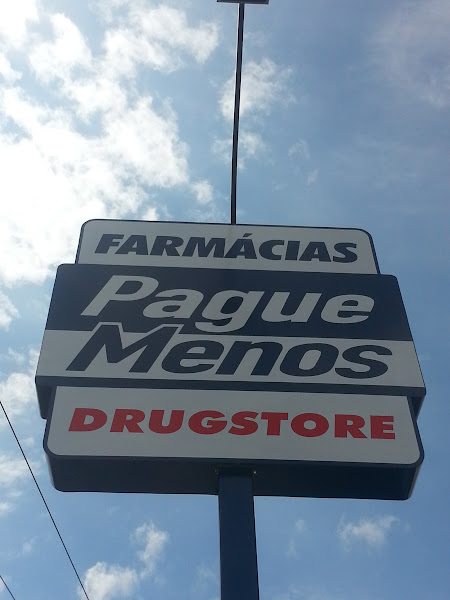 FARMÁCIAS
Pague
Menos
DRUGSTORE